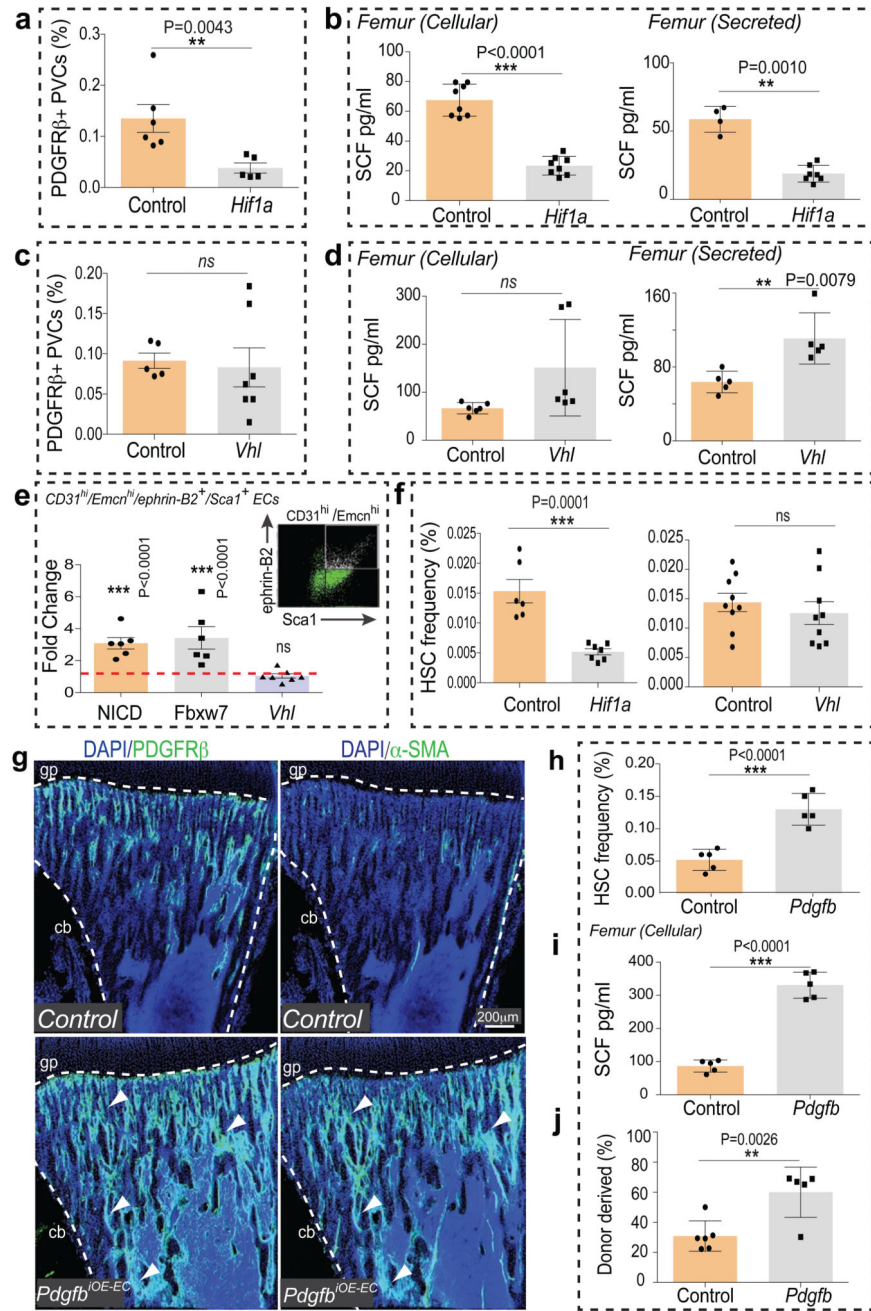 a
P=0.0043
**
PDGFRβ+ PVCs (%)
0.3
0.2
0.1
0.0
Control
Hif1a
b
Femur (Cellular)
P<0.0001
***
SCF pg/ml
80
60
40
20
0
Control
Hif1a
Femur (Secreted)
P=0.0010
**
SCF pg/ml
100
50
0
Control
Hif1a
c
ns
PDGFRβ+ PVCs (%)
0.20
0.15
0.10
0.05
0.00
Control
Vhl
d
Femur (Cellular)
ns
SCF pg/ml
300
200
100
0
Control
Vhl
Femur (Secreted)
** P=0.0079
SCF pg/ml
160
80
0
Control
Vhl
e
CD31hi/Emcnhi/ephrin-B2+/Sca1+ ECs
CD31hi/Emcnhi
ephrin-B2
Sca1
Fold Change
8
6
4
2
0
***
P<0.0001
***
P<0.0001
ns
NICD
Fbxw7
Vhl
f
P=0.0001
***
HSC frequency (%)
0.025
0.020
0.015
0.010
0.005
0.000
Control
Hif1a
ns
0.025
0.020
0.015
0.010
0.005
0.000
Control
Vhl
g
DAPI/PDGFRβ
DAPI/α-SMA
gp
cb
Control
cb
Control
200μm
gp
cb
PdgfbiOE-EC
gp
cb
PdgfbiOE-EC
h
P<0.0001
***
HSC frequency (%)
0.20
0.15
0.10
0.05
0.00
Control
Pdgfb
i
Femur (Cellular)
P<0.0001
***
SCF pg/ml
400
300
200
100
0
Control
Pdgfb
j
P=0.0026
**
Donor derived (%)
80
60
40
20
0
Control
Pdgfb